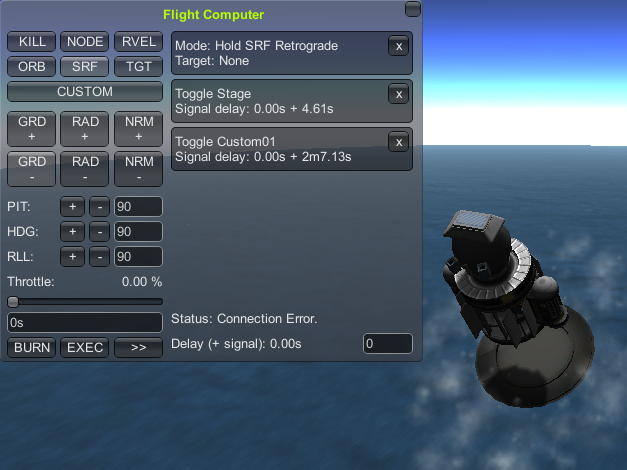 Flight Computer
KILL NODE RVEL
ORB SRF TGT
CUSTOM
GRD + RAD + NRM +
GRD - RAD - NRM -
PIT: + - 90
HDG: + - 90
RLL: + - 90
Throttle: 0.00 %
0s
BURN EXEC >>
Mode: Hold SRF Retrograde x
Target: None
Toggle Stage x
Signal delay: 0.00s + 4.61s
Toggle Custom01 x
Signal delay: 0.00s + 2m7.13s
Status: Connection Error.
Delay (+ signal): 0.00s 0